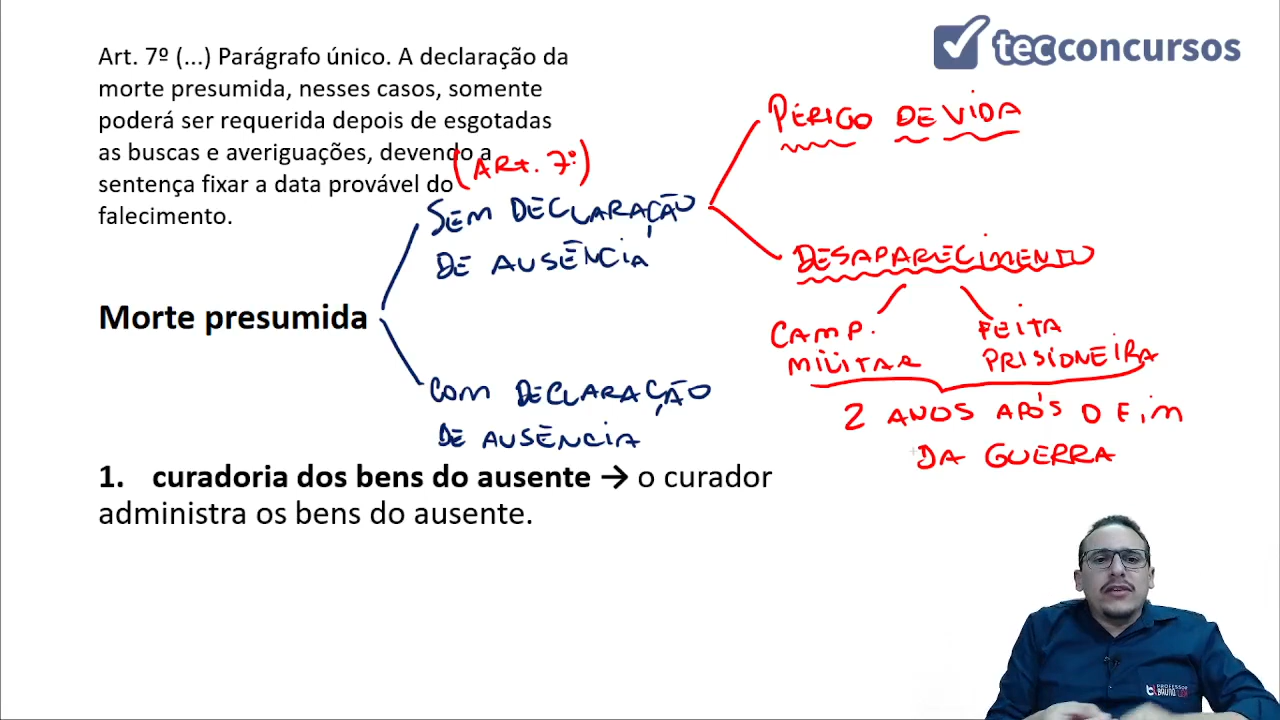 tecconcursos
Art. 7º (...) Parágrafo único. A declaração da
morte presumida, nesses casos, somente
poderá ser requerida depois de esgotadas
as buscas e averiguações, devendo a
sentença fixar a data provável do
falecimento.
(ART. 7º)
SEM DECLARAÇÃO
DE AUSÊNCIA
PERIGO DE VIDA
DESAPARECIMENTO
CAMP.
MILITAR
FEITA
PRISIONEIRA
2 ANOS APÓS O FIM
DA GUERRA
Morte presumida
COM DECLARAÇÃO
DE AUSÊNCIA
1. curadoria dos bens do ausente → o curador
administra os bens do ausente.
PROFESSOR
BRUNO